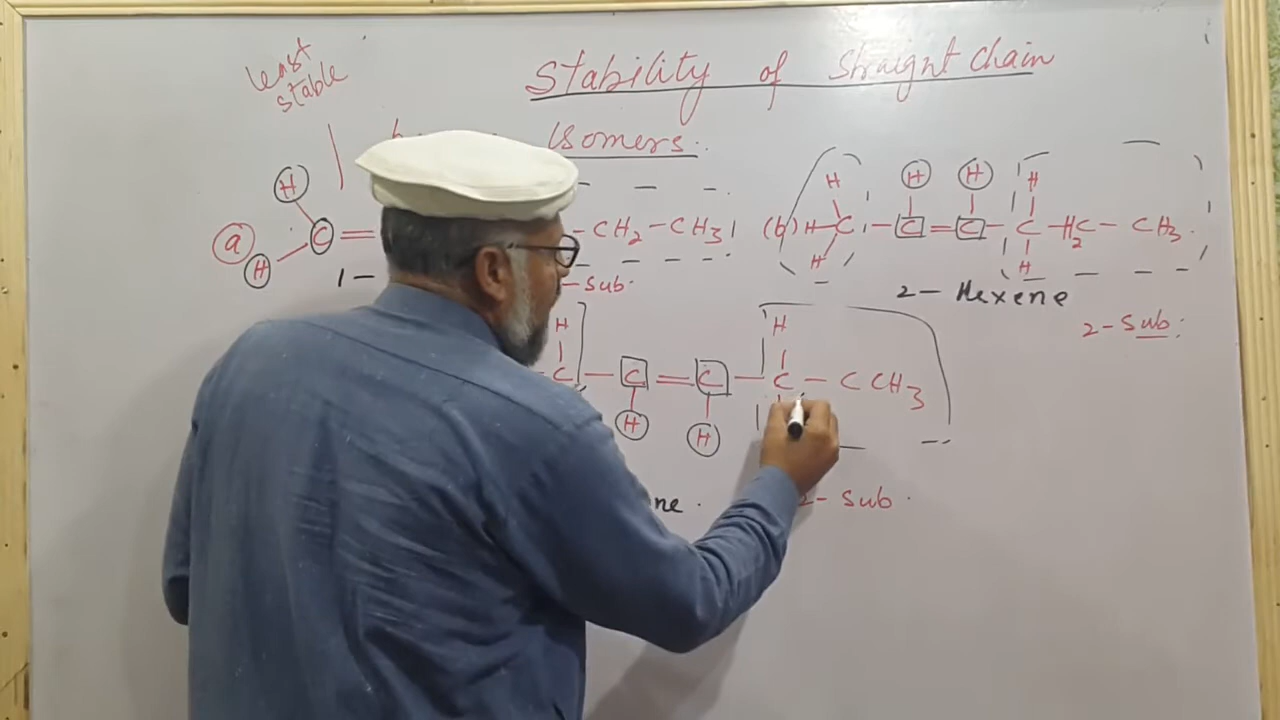 least
stable
Stability of Straight chain
Isomers..
H H H H
(a) C = – CH2 – CH3 (b) H – C – C = C – C – H2C – CH3.
H H H
1 –
– Sub.
2 – Hexene
2 – Sub:
H H
C – C = C – C – C CH3
H H
ne . 2 – Sub .